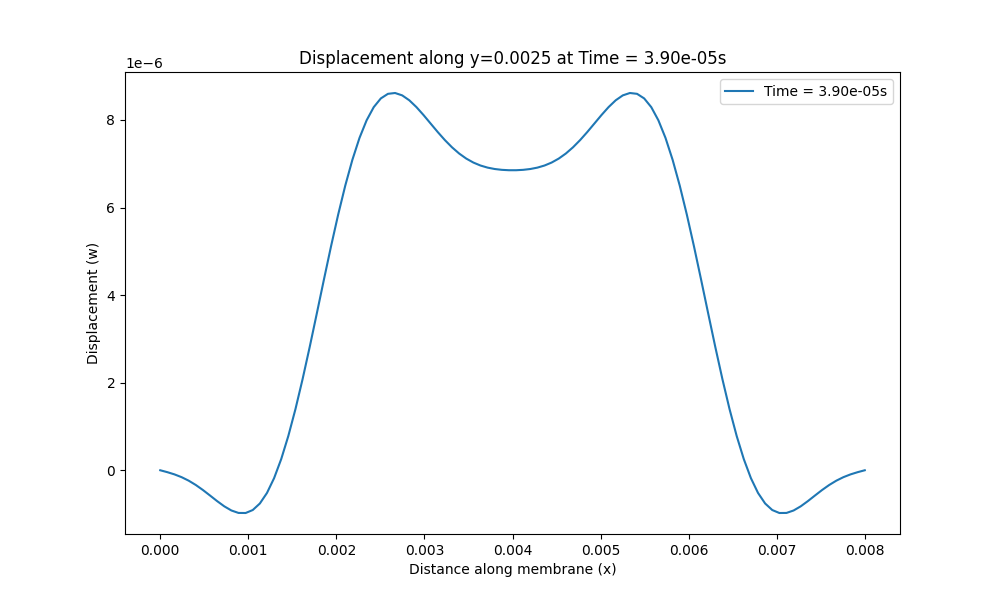 Displacement along y=0.0025 at Time = 3.90e-05s
1e−6
Time = 3.90e-05s
8
6
4
2
0
Displacement (w)
0.000 0.001 0.002 0.003 0.004 0.005 0.006 0.007 0.008
Distance along membrane (x)